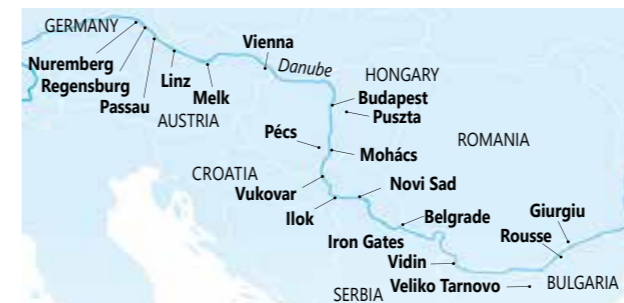 GERMANY
Nuremberg
Regensburg
Passau
Linz
Melk
AUSTRIA
Vienna
Danube
HONGARY
Budapest
Puszta
Pécs
Mohács
ROMANIA
CROATIA
Vukovar
Ilok
Novi Sad
Belgrade
Iron Gates
Giurgiu
Rousse
Vidin
Veliko Tarnovo
BULGARIA
SERBIA